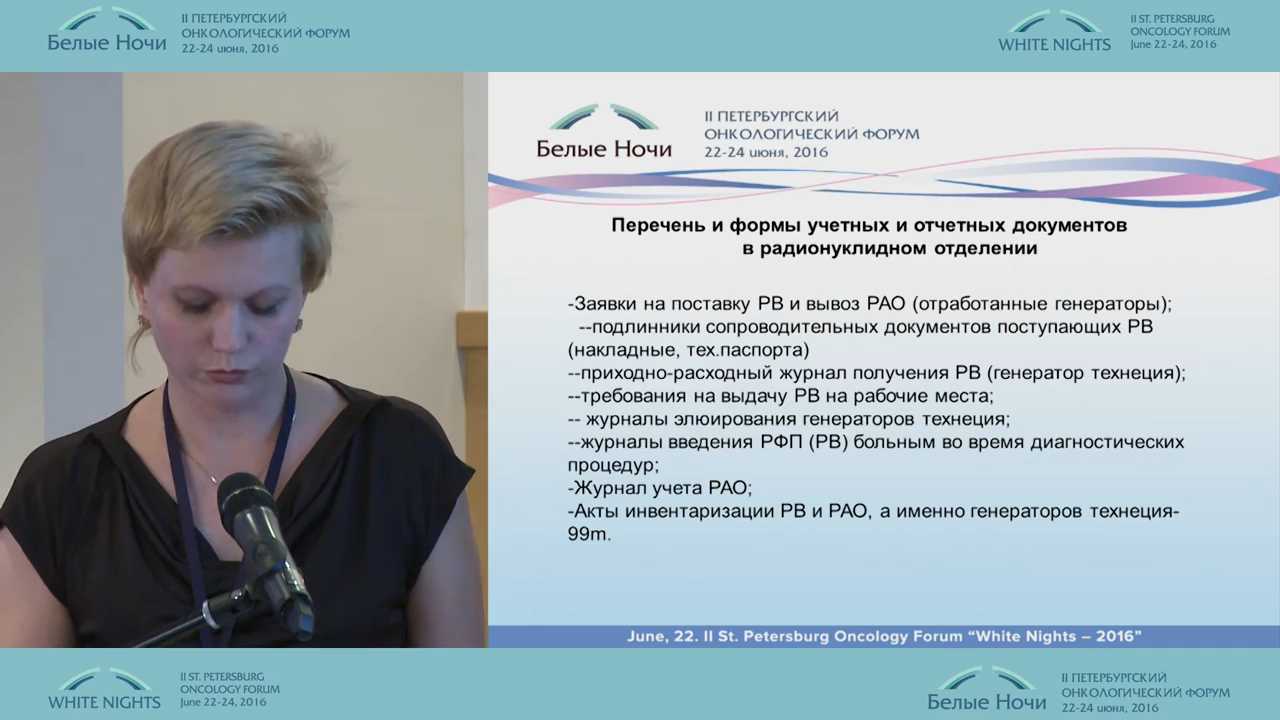 Белые Ночи
II ПЕТЕРБУРГСКИЙ
ОНКОЛОГИЧЕСКИЙ ФОРУМ
22-24 июня, 2016
WHITE NIGHTS
II ST. PETERSBURG
ONCOLOGY FORUM
June 22-24, 2016
Белые Ночи
II ПЕТЕРБУРГСКИЙ
ОНКОЛОГИЧЕСКИЙ ФОРУМ
22-24 июня, 2016
Перечень и формы учетных и отчетных документов
в радионуклидном отделении
-Заявки на поставку РВ и вывоз РАО (отработанные генераторы);
--подлинники сопроводительных документов поступающих РВ
(накладные, тех.паспорта)
--приходно-расходный журнал получения РВ (генератор технеция);
--требования на выдачу РВ на рабочие места;
-- журналы элюирования генераторов технеция;
--журналы введения РФП (РВ) больным во время диагностических
процедур;
-Журнал учета РАО;
-Акты инвентаризации РВ и РАО, а именно генераторов технеция-
99m.
June, 22. II St. Petersburg Oncology Forum “White Nights – 2016”
WHITE NIGHTS
II ST. PETERSBURG
ONCOLOGY FORUM
June 22-24, 2016
Белые Ночи
II ПЕТЕРБУРГСКИЙ
ОНКОЛОГИЧЕСКИЙ ФОРУМ
22-24 июня, 2016